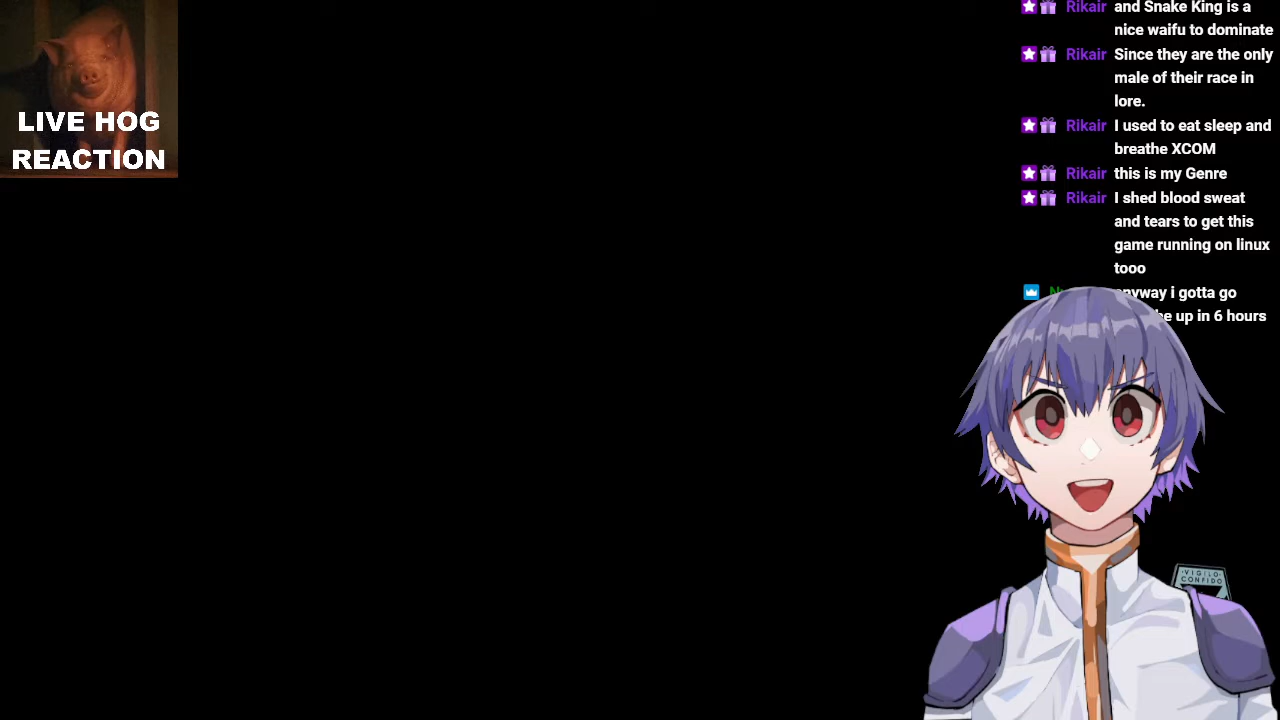 LIVE HOG
REACTION
Rikair and Snake King is a
nice waifu to dominate
Rikair Since they are the only
male of their race in
lore.
Rikair I used to eat sleep and
breathe XCOM
Rikair this is my Genre
Rikair I shed blood sweat
and tears to get this
game running on linux
tooo
anyway i gotta go
up in 6 hours
VIGILO
CONFIDO